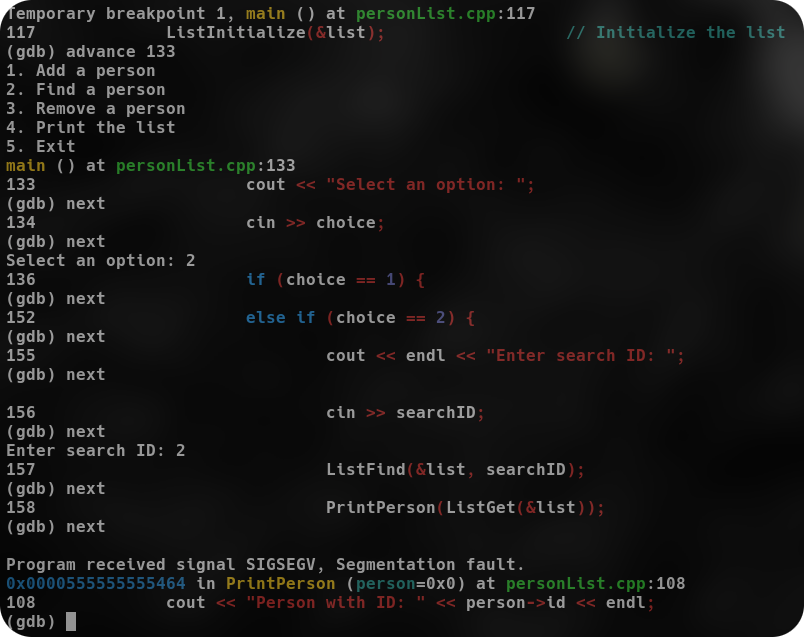 Temporary breakpoint 1, main () at personList.cpp:117
117             ListInitialize(&list);                  // Initialize the list
(gdb) advance 133
1. Add a person
2. Find a person
3. Remove a person
4. Print the list
5. Exit
main () at personList.cpp:133
133                     cout << "Select an option: ";
(gdb) next
134                     cin >> choice;
(gdb) next
Select an option: 2
136                     if (choice == 1) {
(gdb) next
152                     else if (choice == 2) {
(gdb) next
155                             cout << endl << "Enter search ID: ";
(gdb) next
156                             cin >> searchID;
(gdb) next
Enter search ID: 2
157                             ListFind(&list, searchID);
(gdb) next
158                             PrintPerson(ListGet(&list));
(gdb) next
Program received signal SIGSEGV, Segmentation fault.
0x0000555555555464 in PrintPerson (person=0x0) at personList.cpp:108
108             cout << "Person with ID: " << person->id << endl;
(gdb)